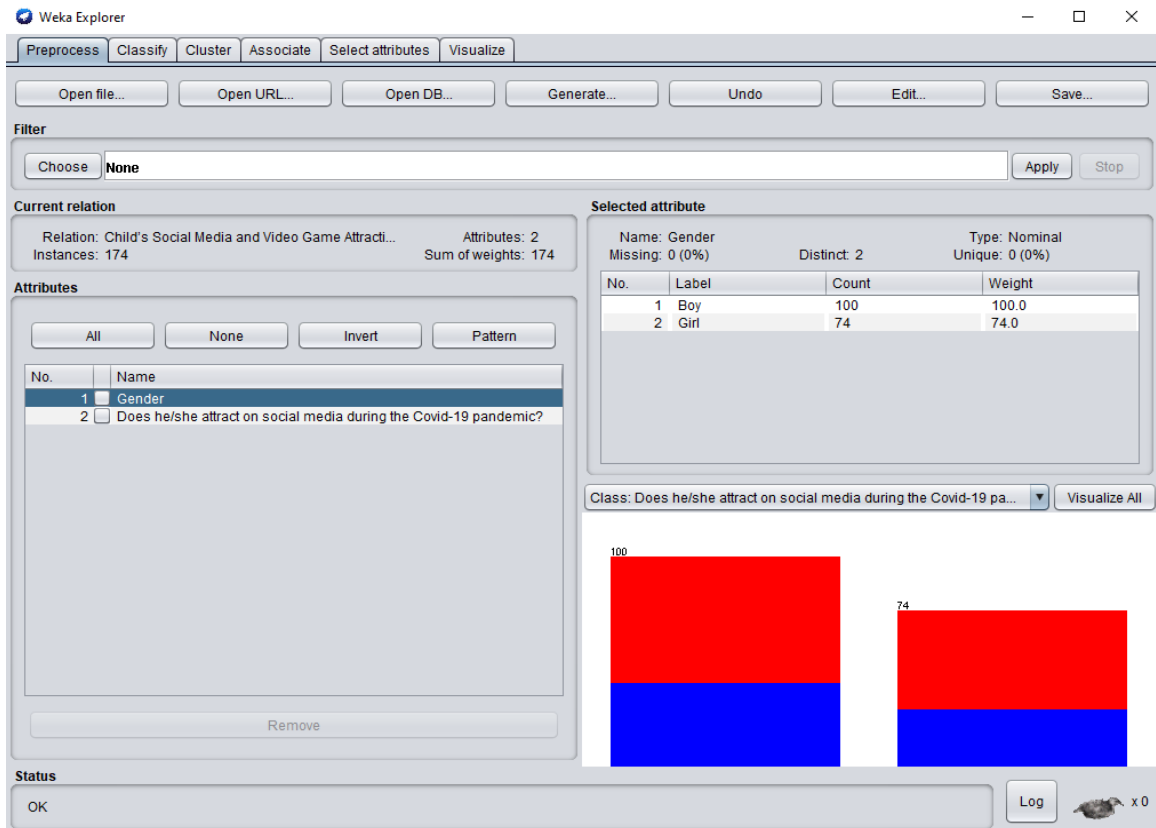 Weka Explorer
Preprocess Classify Cluster Associate Select attributes Visualize
Open file... Open URL... Open DB... Generate... Undo Edit... Save...
Filter
Choose None Apply Stop
Current relation
Relation: Child's Social Media and Video Game Attracti... Attributes: 2
Instances: 174 Sum of weights: 174
Attributes
All None Invert Pattern
No. Name
1 Gender
2 Does he/she attract on social media during the Covid-19 pandemic?
Remove
Selected attribute
Name: Gender Type: Nominal
Missing: 0 (0%) Distinct: 2 Unique: 0 (0%)
No. Label Count Weight
1 Boy 100 100.0
2 Girl 74 74.0
Class: Does he/she attract on social media during the Covid-19 pa... Visualize All
100
74
Status
OK
Log x 0